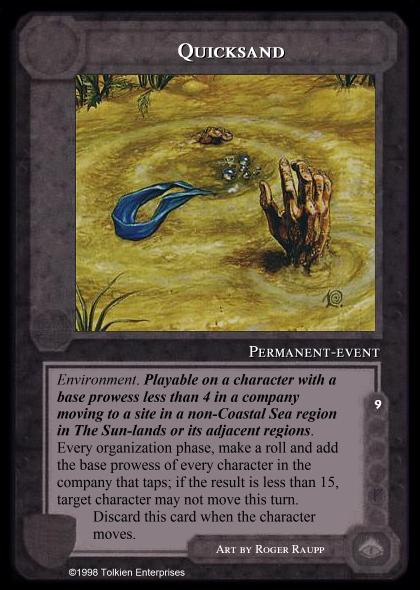 Quicksand
Permanent-event
Environment. Playable on a character with a
base prowess less than 4 in a company
moving to a site in a non-Coastal Sea region
in The Sun-lands or its adjacent regions.
Every organization phase, make a roll and add
the base prowess of every character in the
company that taps; if the result is less than 15,
target character may not move this turn.
Discard this card when the character
moves.
9
Art by Roger Raupp
©1998 Tolkien Enterprises